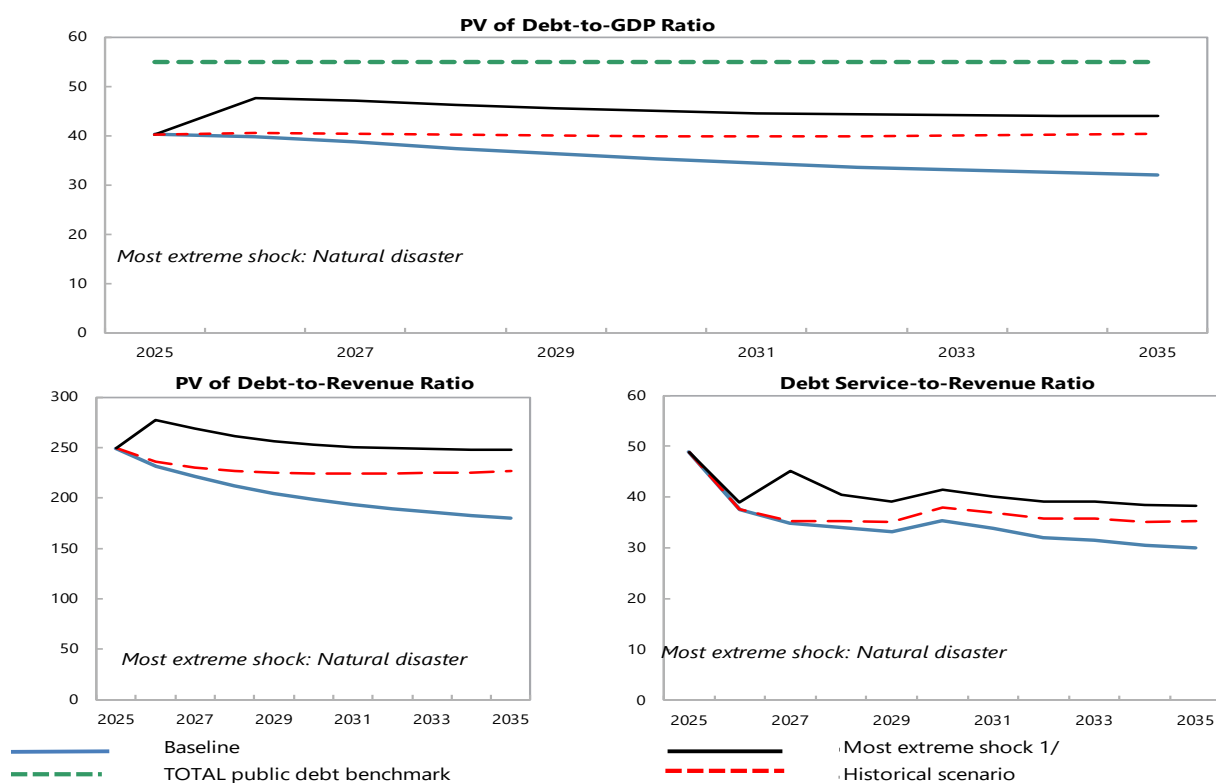 PV of Debt-to-GDP Ratio
60
50
40
30
20
10
0
Most extreme shock: Natural disaster
2025 2027 2029 2031 2033 2035
PV of Debt-to-Revenue Ratio
300
250
200
150
100
50
0
Most extreme shock: Natural disaster
2025 2027 2029 2031 2033 2035
Debt Service-to-Revenue Ratio
60
50
40
30
20
10
0
Most extreme shock: Natural disaster
2025 2027 2029 2031 2033 2035
Baseline
Most extreme shock 1/
TOTAL public debt benchmark
Historical scenario